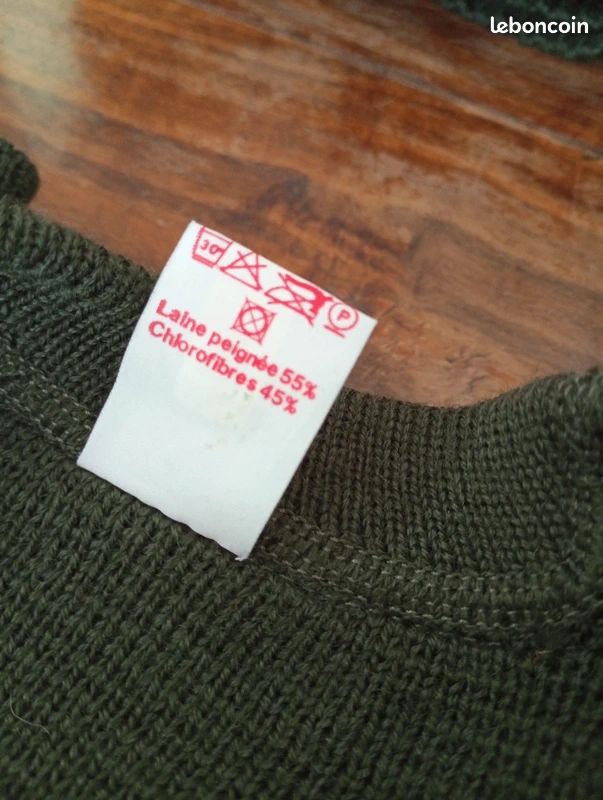 leboncoin
30°
P
Laine peignée 55%
Chlorofibres 45%